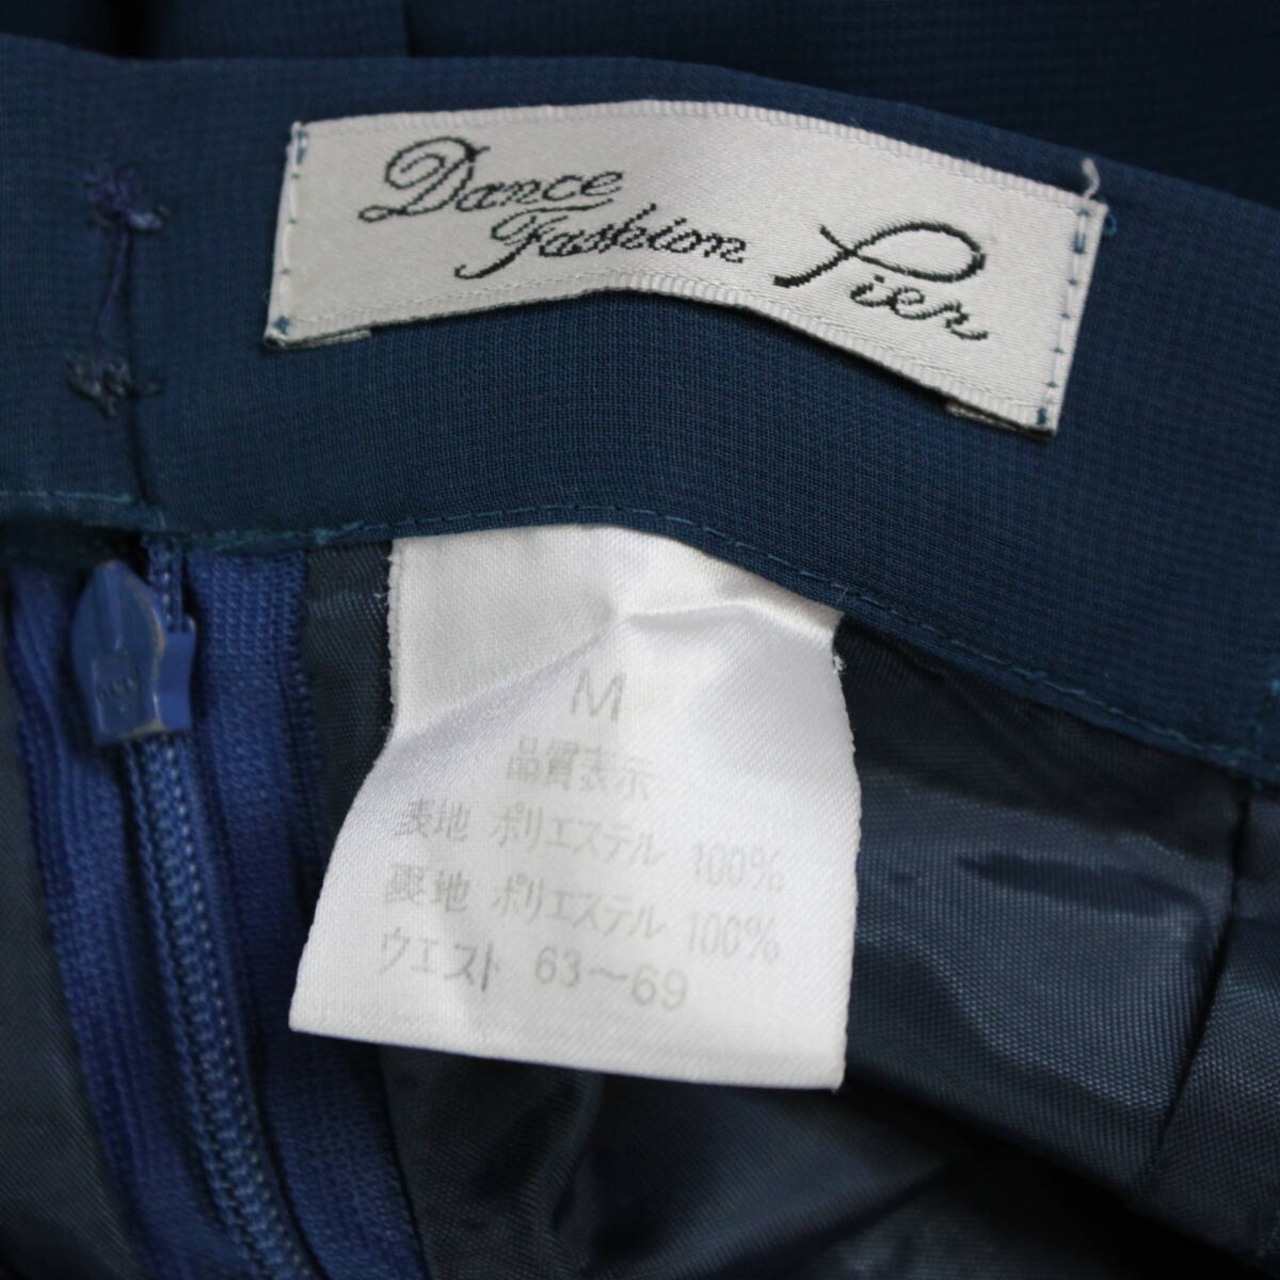 Dance
Fashion Pier
M
品質表示
表地 ポリエステル 100%
裏地 ポリエステル 100%
ウエスト 63〜69